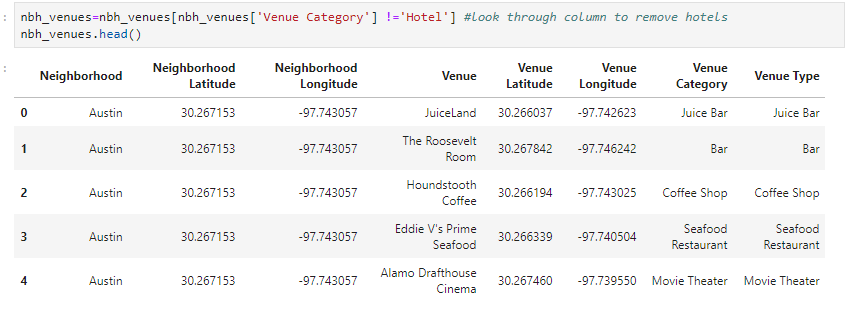 nbh_venues=nbh_venues[nbh_venues['Venue Category'] !='Hotel'] #look through column to remove hotels
nbh_venues.head()
Neighborhood Neighborhood Latitude Neighborhood Longitude Venue Venue Latitude Venue Longitude Venue Category Venue Type
0 Austin 30.267153 -97.743057 JuiceLand 30.266037 -97.742623 Juice Bar Juice Bar
1 Austin 30.267153 -97.743057 The Roosevelt Room 30.267842 -97.746242 Bar Bar
2 Austin 30.267153 -97.743057 Houndstooth Coffee 30.266194 -97.743025 Coffee Shop Coffee Shop
3 Austin 30.267153 -97.743057 Eddie V's Prime Seafood 30.266339 -97.740504 Seafood Restaurant Seafood Restaurant
4 Austin 30.267153 -97.743057 Alamo Drafthouse Cinema 30.267460 -97.739550 Movie Theater Movie Theater